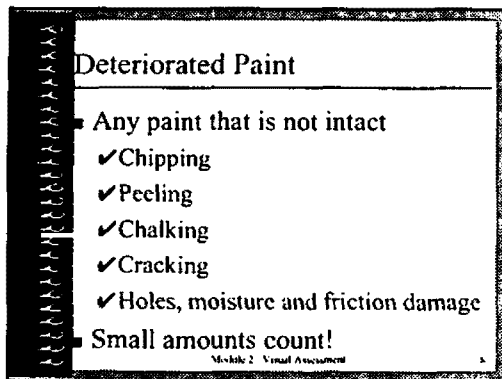 Deteriorated Paint
■ Any paint that is not intact
✔Chipping
✔Peeling
✔Chalking
✔Cracking
✔Holes, moisture and friction damage
■ Small amounts count!
Module 2 Visual Assessment